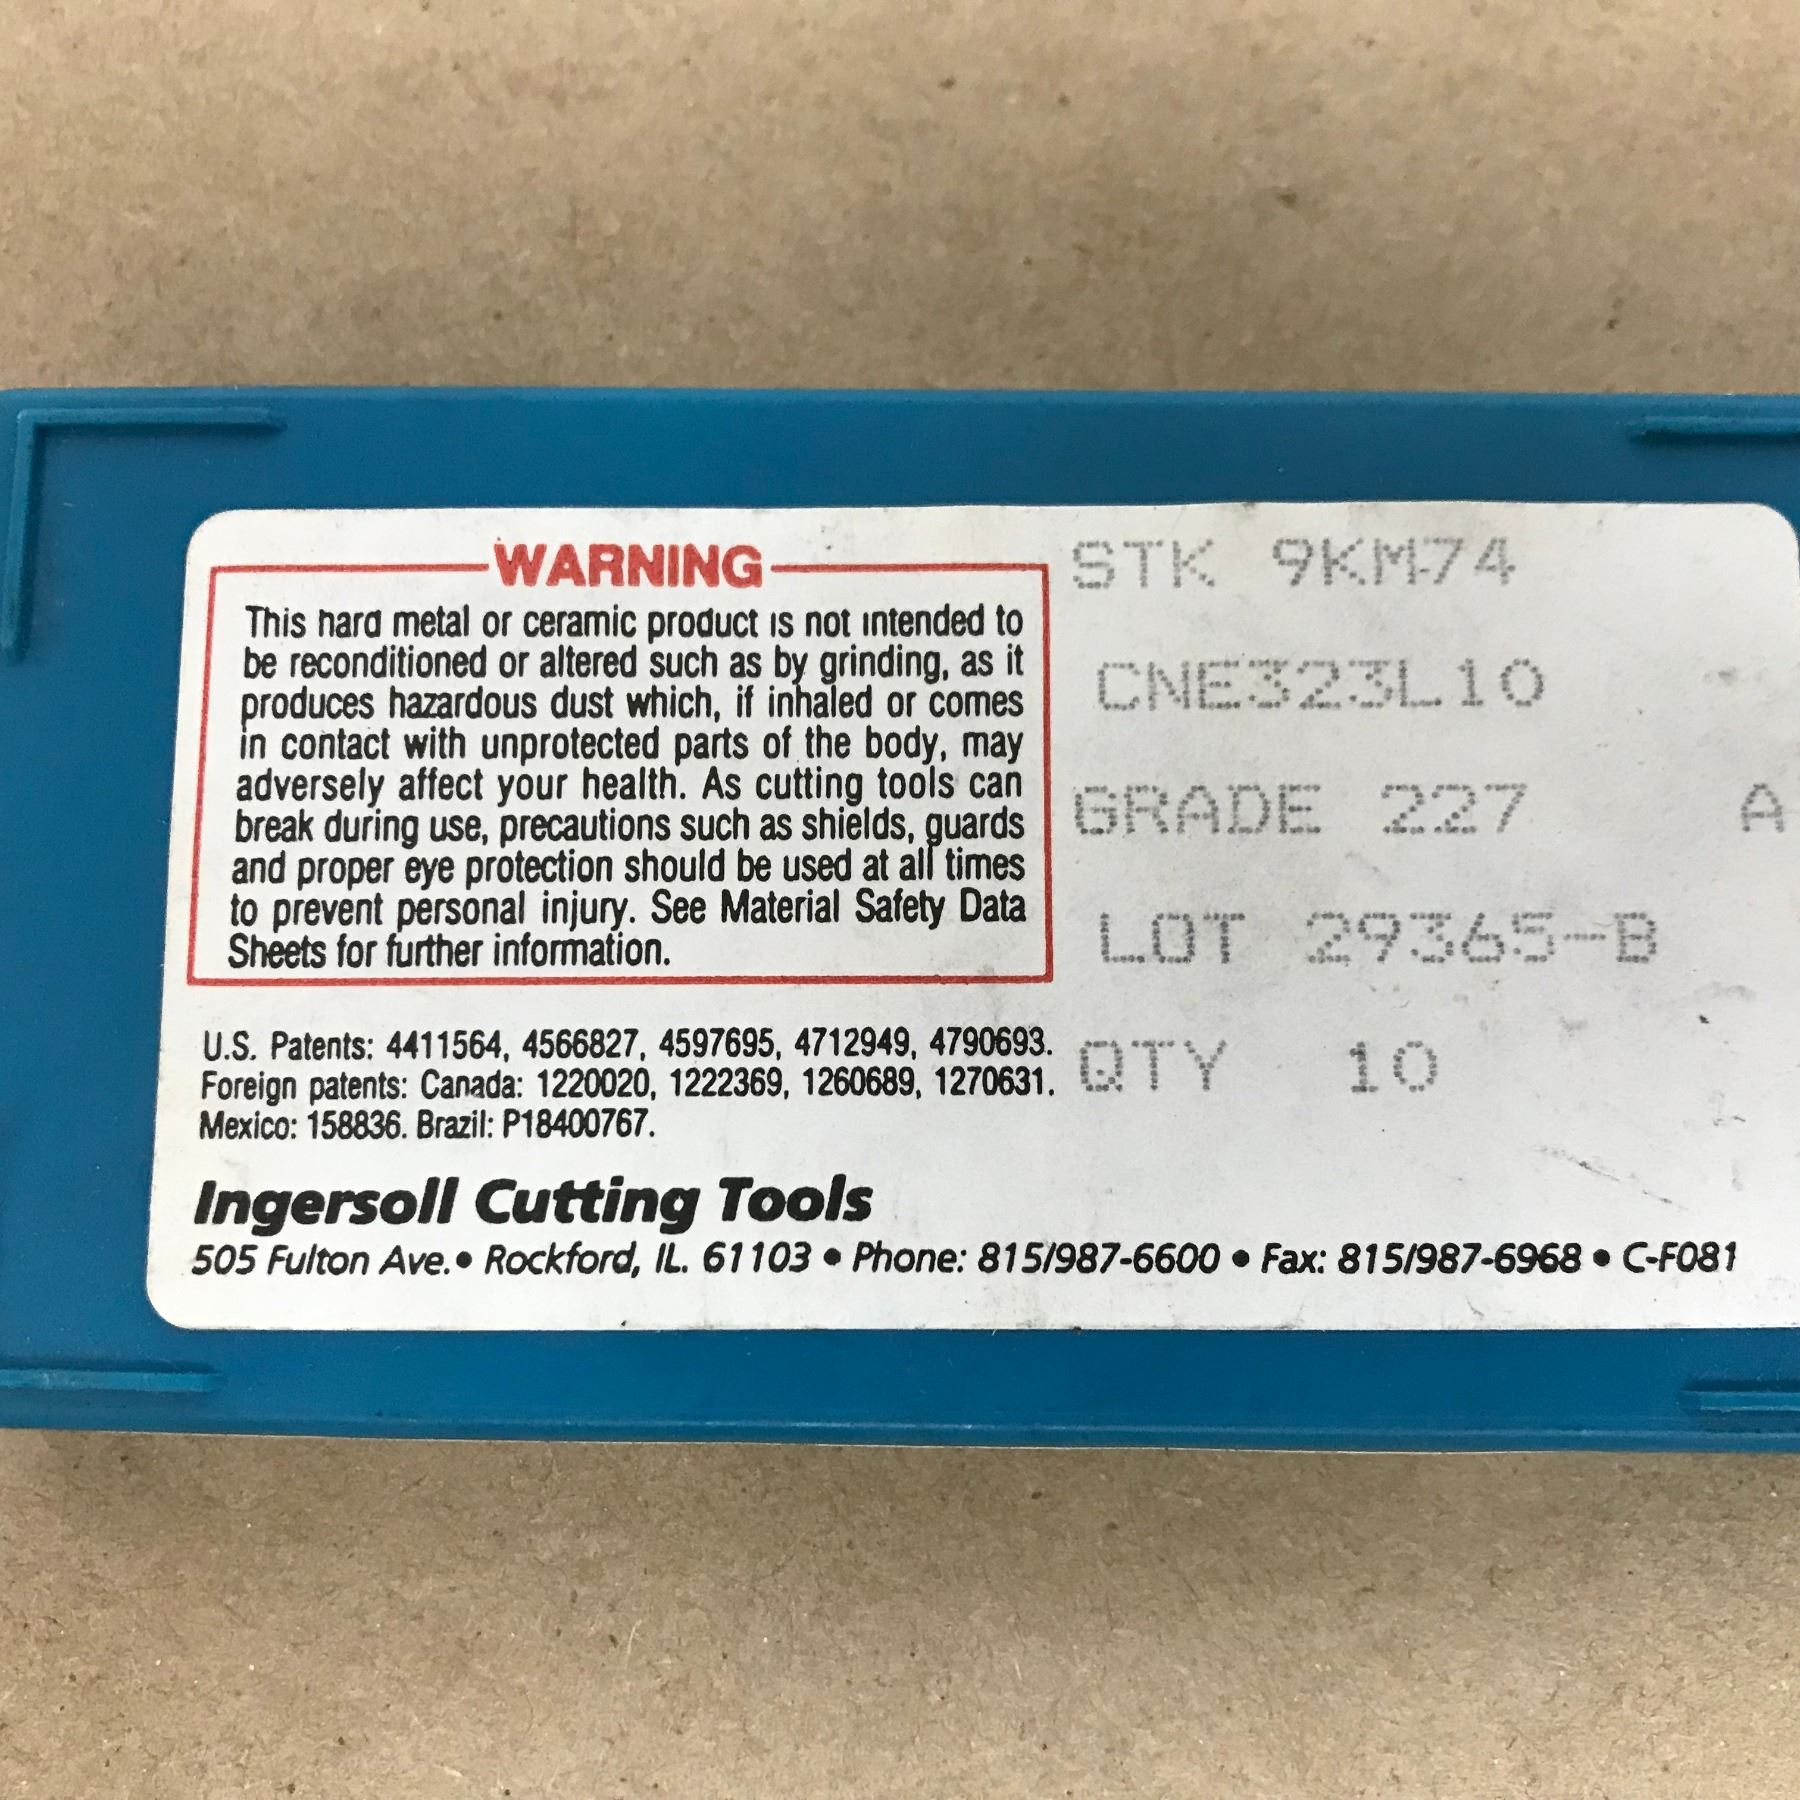 WARNING
This hard metal or ceramic product is not intended to
be reconditioned or altered such as by grinding, as it
produces hazardous dust which, if inhaled or comes
in contact with unprotected parts of the body, may
adversely affect your health. As cutting tools can
break during use, precautions such as shields, guards
and proper eye protection should be used at all times
to prevent personal injury. See Material Safety Data
Sheets for further information.
U.S. Patents: 4411564, 4566827, 4597695, 4712949, 4790693.
Foreign patents: Canada: 1220020, 1222369, 1260689, 1270631.
Mexico: 158836. Brazil: P18400767.
STK 9KM74
CNE323L10
GRADE 227 A
LOT 29365-B
QTY 10
Ingersoll Cutting Tools
505 Fulton Ave. • Rockford, IL. 61103 • Phone: 815/987-6600 • Fax: 815/987-6968 • C-F081